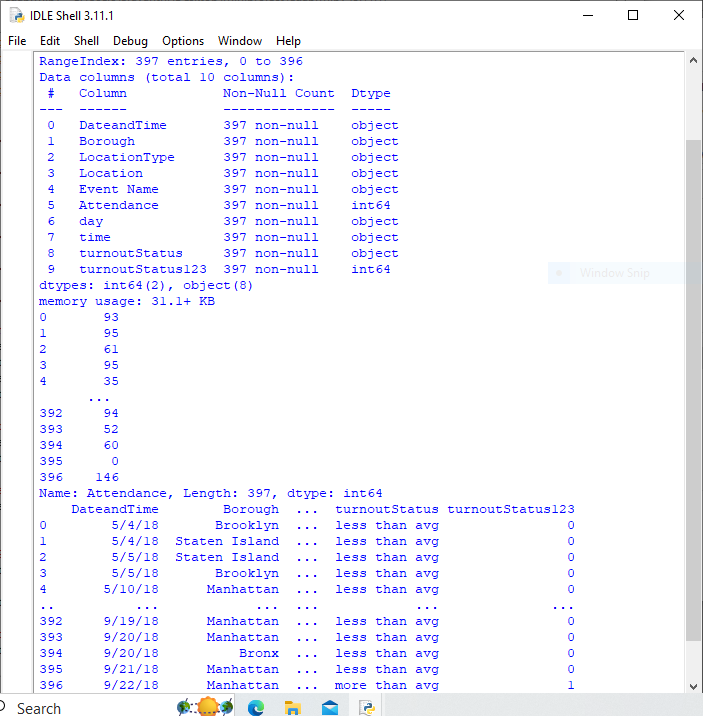 IDLE Shell 3.11.1
File Edit Shell Debug Options Window Help
RangeIndex: 397 entries, 0 to 396
Data columns (total 10 columns):
 #   Column            Non-Null Count  Dtype
---  ------            --------------  -----
 0   DateandTime       397 non-null    object
 1   Borough           397 non-null    object
 2   LocationType      397 non-null    object
 3   Location          397 non-null    object
 4   Event Name        397 non-null    object
 5   Attendance        397 non-null    int64
 6   day               397 non-null    object
 7   time              397 non-null    object
 8   turnoutStatus     397 non-null    object
 9   turnoutStatus123  397 non-null    int64
Window Snip
dtypes: int64(2), object(8)
memory usage: 31.1+ KB
0       93
1       95
2       61
3       95
4       35
      ...
392     94
393     52
394     60
395      0
396    146
Name: Attendance, Length: 397, dtype: int64
    DateandTime        Borough  ...  turnoutStatus turnoutStatus123
0        5/4/18       Brooklyn  ...  less than avg                0
1        5/4/18  Staten Island  ...  less than avg                0
2        5/5/18  Staten Island  ...  less than avg                0
3        5/5/18       Brooklyn  ...  less than avg                0
4       5/10/18      Manhattan  ...  less than avg                0
..          ...            ...  ...            ...              ...
392     9/19/18      Manhattan  ...  less than avg                0
393     9/20/18      Manhattan  ...  less than avg                0
394     9/20/18          Bronx  ...  less than avg                0
395     9/21/18      Manhattan  ...  less than avg                0
396     9/22/18      Manhattan  ...  more than avg                1
Search